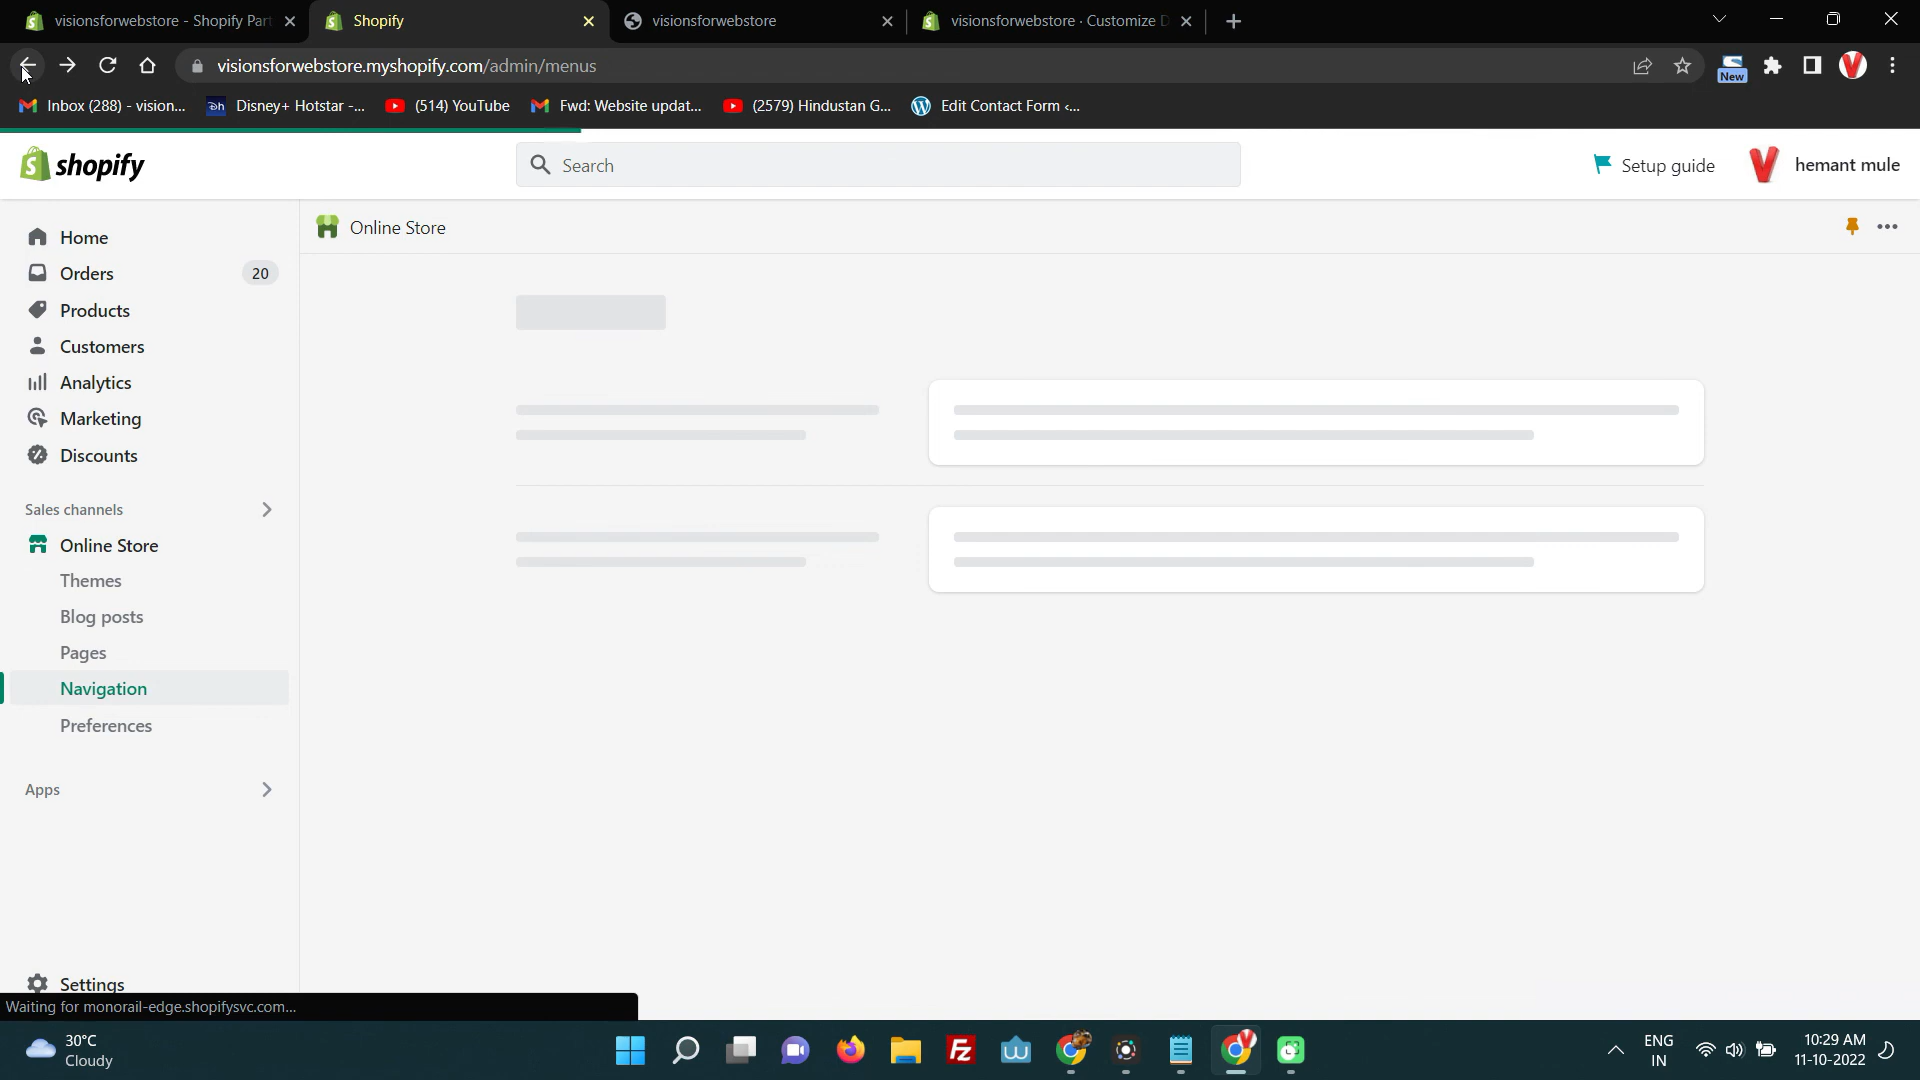 visionsforwebstore - Shopify Part
Shopify
visionsforwebstore
visionsforwebstore · Customize D
visionsforwebstore.myshopify.com/admin/menus
New
Inbox (288) - vision...
Disney+ Hotstar -...
(514) YouTube
Fwd: Website updat...
(2579) Hindustan G...
Edit Contact Form <...
shopify
Search
Setup guide
hemant mule
Online Store
Home
Orders 20
Products
Customers
Analytics
Marketing
Discounts
Sales channels
Online Store
Themes
Blog posts
Pages
Navigation
Preferences
Apps
Settings
Waiting for monorail-edge.shopifysvc.com...
30°C
Cloudy
ENG
IN
10:29 AM
11-10-2022